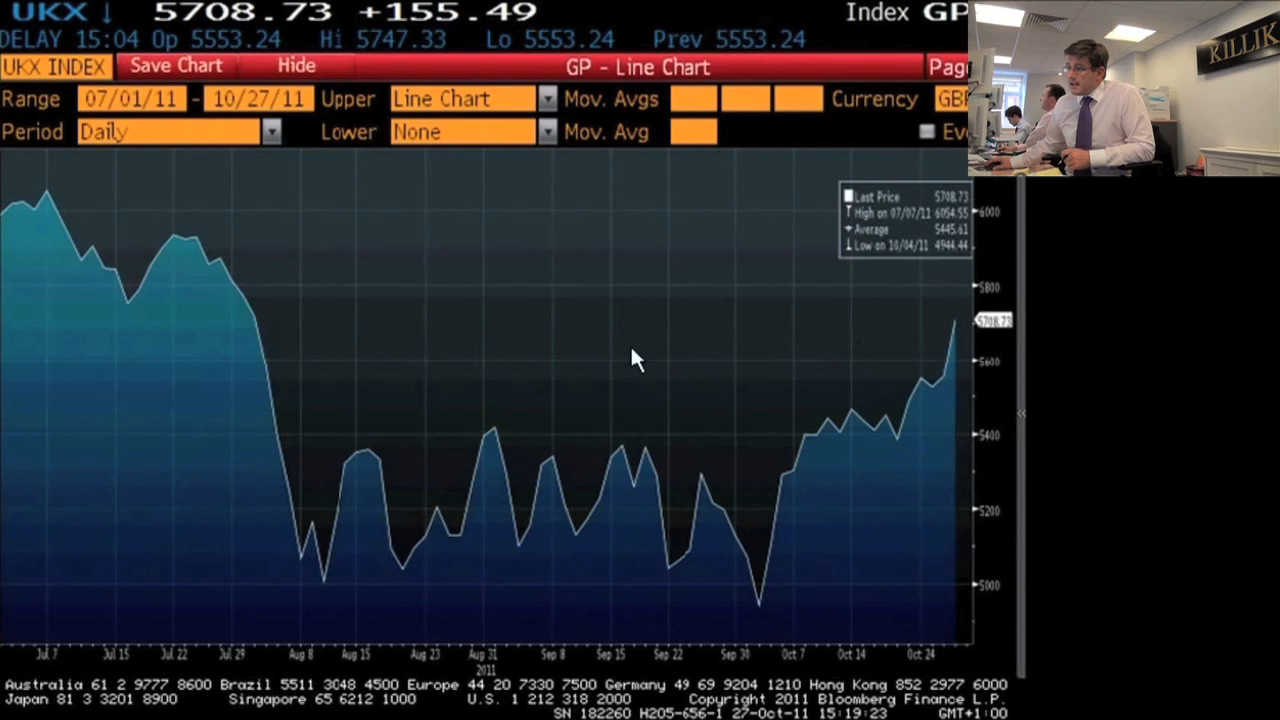 UKX ↓ 5708.73 +155.49 Index GP
DELAY 15:04 Op 5553.24 Hi 5747.33 Lo 5553.24 Prev 5553.24
UKX INDEX Save Chart Hide GP - Line Chart Pag
Range 07/01/11 - 10/27/11 Upper Line Chart Mov. Avgs Currency GB
Period Daily Lower None Mov. Avg Eve
KILLIK
Last Price 5708.73
High on 07/07/11 6054.55
Average 5445.61
Low on 10/04/11 4944.44
6000
5800
5708.73
5600
5400
5200
5000
Jul 7 Jul 15 Jul 22 Jul 29 Aug 8 Aug 15 Aug 23 Aug 31 Sep 8 Sep 15 Sep 22 Sep 30 Oct 7 Oct 14 Oct 24
2011
Australia 61 2 9777 8600 Brazil 5511 3048 4500 Europe 44 20 7330 7500 Germany 49 69 9204 1210 Hong Kong 852 2977 6000
Japan 81 3 3201 8900 Singapore 65 6212 1000 U.S. 1 212 318 2000 Copyright 2011 Bloomberg Finance L.P.
SN 182260 H205-656-1 27-Oct-11 15:19:23 GMT+1:00